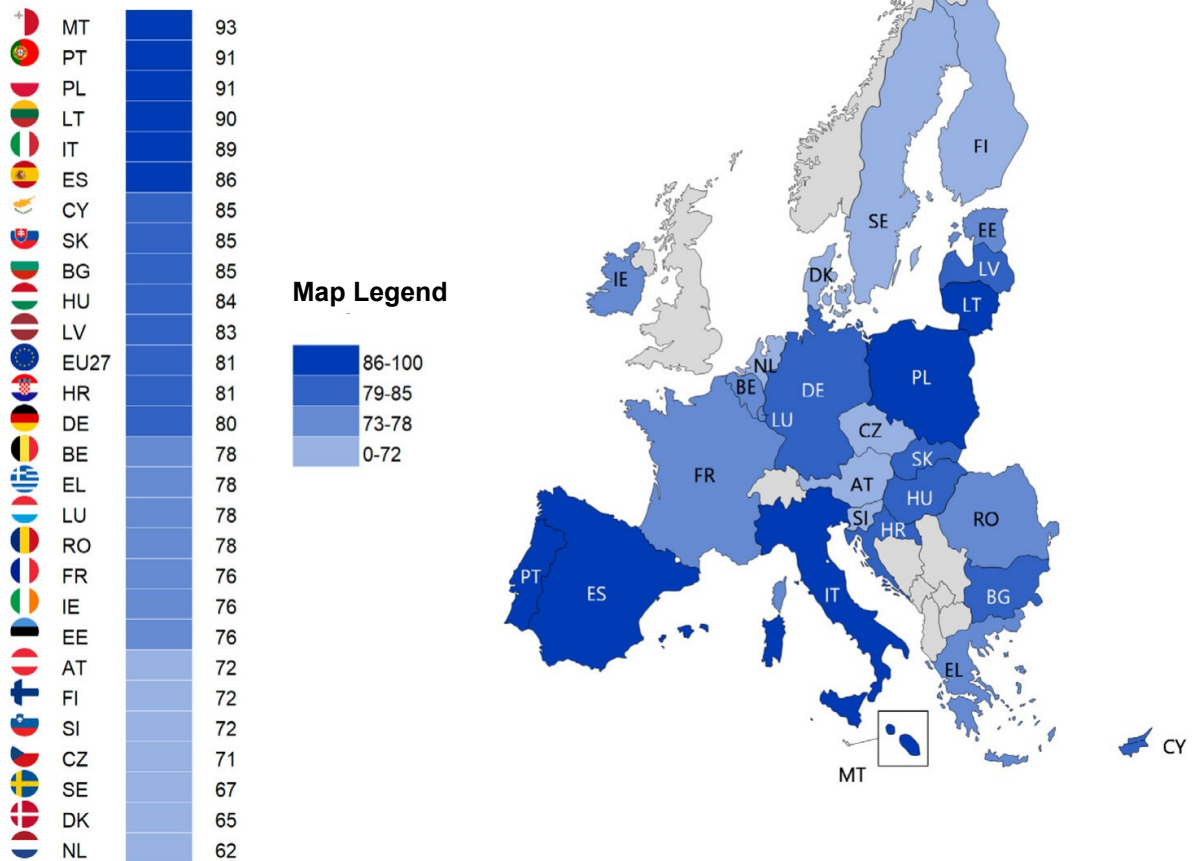 MT 93
PT 91
PL 91
LT 90
IT 89
ES 86
CY 85
SK 85
BG 85
HU 84
LV 83
EU27 81
HR 81
DE 80
BE 78
EL 78
LU 78
RO 78
FR 76
IE 76
EE 76
AT 72
FI 72
SI 72
CZ 71
SE 67
DK 65
NL 62
Map Legend
86-100
79-85
73-78
0-72
FI
SE
EE
LV
LT
DK
IE
NL
BE
DE
PL
LU
CZ
SK
FR
AT
HU
SI
HR
RO
PT
ES
IT
BG
EL
MT
CY